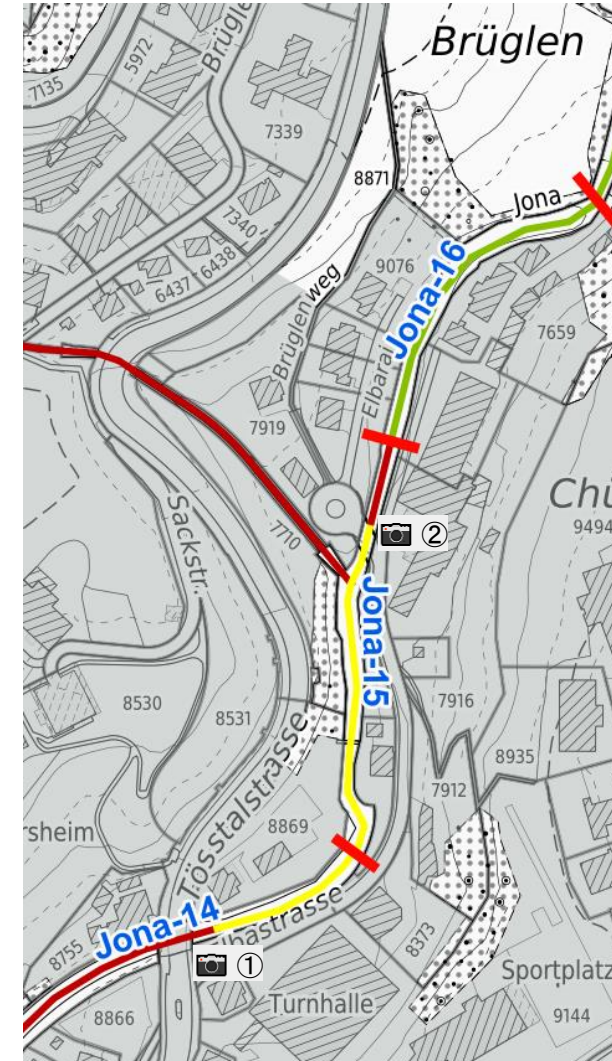 Brüglen
Brügle
5972
7135
7339
8871
7340
6438
6437
Jona
9076
Jona-16
7659
Brüglenweg
Elbara
7919
Chi
9494
②
7710
Sackstr.
Jona-15
8530
8531
7916
8935
7912
Tösstalstrasse
8869
rsheim
Jona-14
lbastrasse
8755
①
8373
Sportplatz
Turnhalle
8866
9144